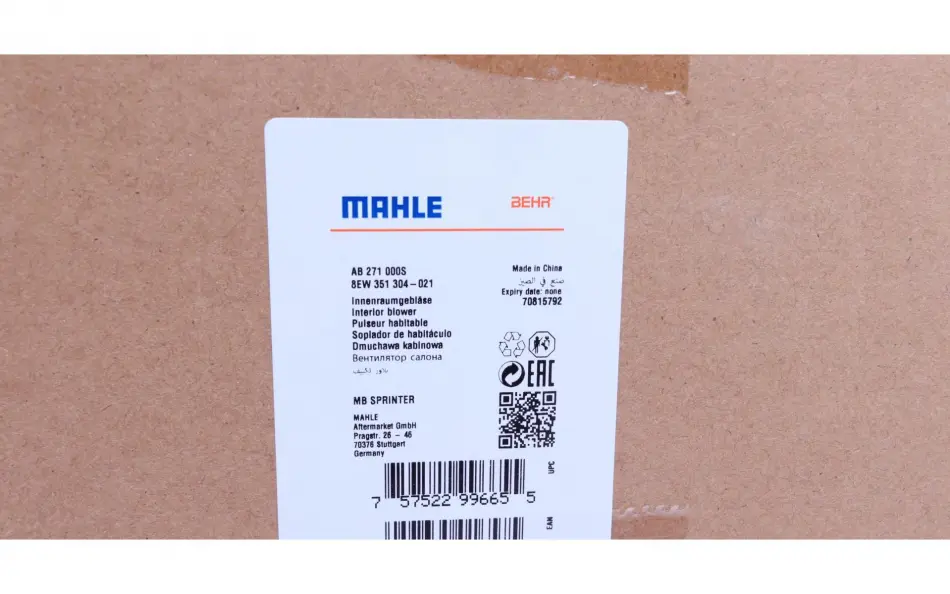 MAHLE
BEHR
AB 271 000S
8EW 351 304-021
Innenraumgebläse
Interior blower
Pulseur habitable
Soplador de habitáculo
Dmuchawa kabinowa
Вентилятор салона
Made in China
صنع في الصين
Expiry date: none
70815792
EAC
MB SPRINTER
MAHLE
Aftermarket GmbH
Pragstr. 26 – 46
70376 Stuttgart
Germany
UPC
7 57522 99665 5
EAN